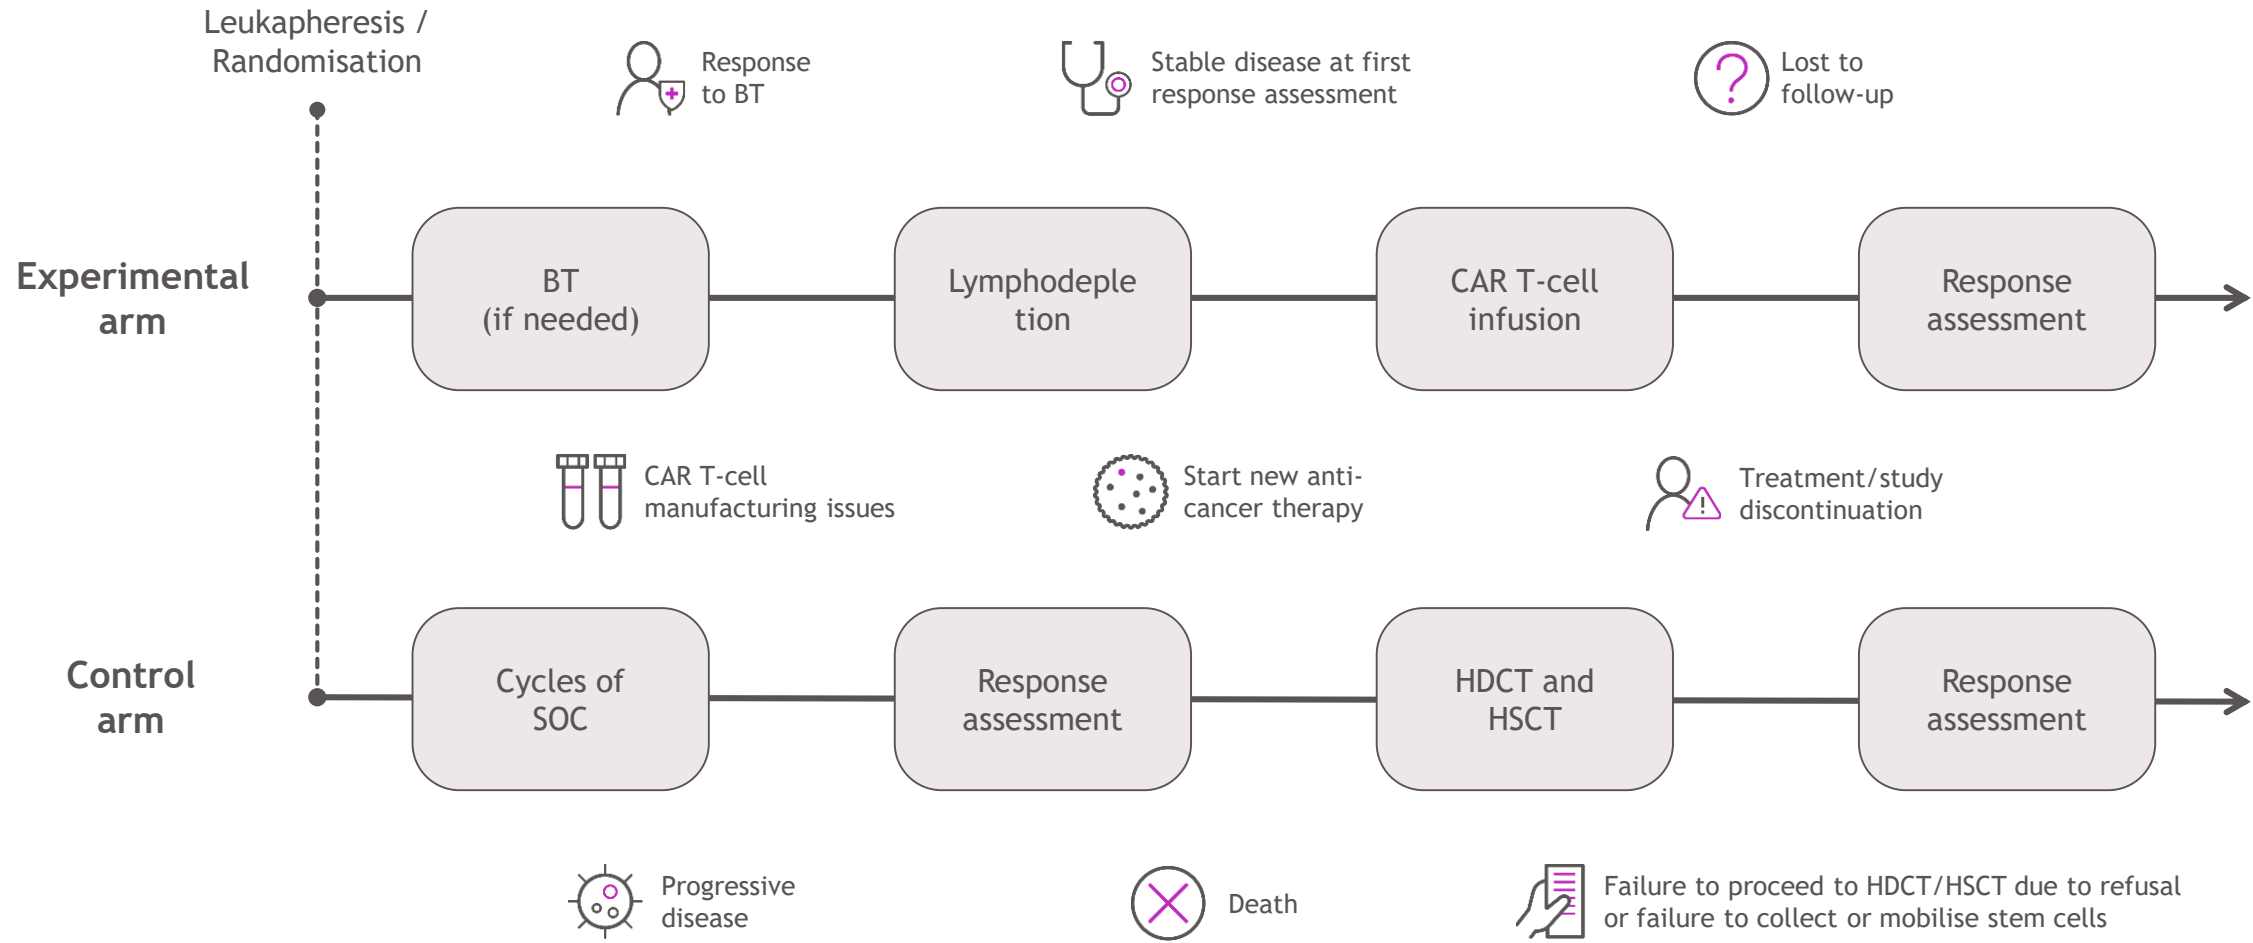 Leukapheresis /
Randomisation
Response
to BT
Stable disease at first
response assessment
Lost to
follow-up
Experimental
arm
BT
(if needed)
Lymphodeple
tion
CAR T-cell
infusion
Response
assessment
CAR T-cell
manufacturing issues
Start new anti-
cancer therapy
Treatment/study
discontinuation
Control
arm
Cycles of
SOC
Response
assessment
HDCT and
HSCT
Response
assessment
Progressive
disease
Death
Failure to proceed to HDCT/HSCT due to refusal
or failure to collect or mobilise stem cells